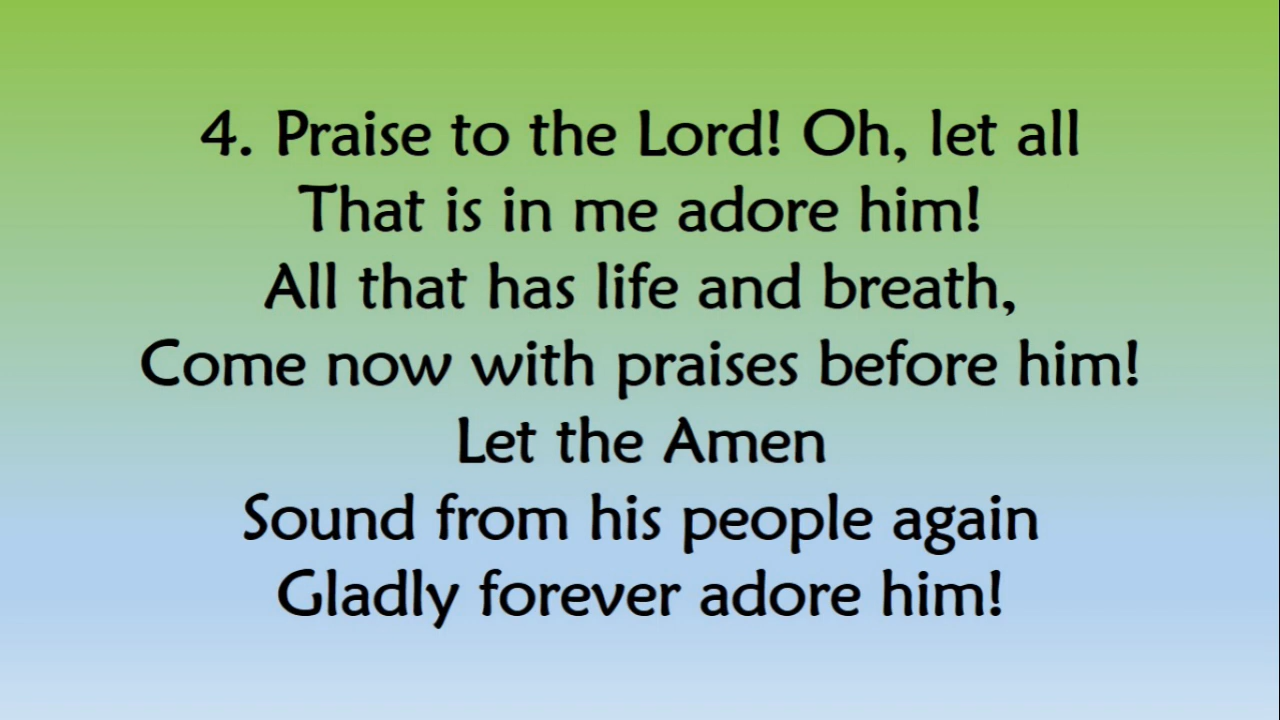 4. Praise to the Lord! Oh, let all
That is in me adore him!
All that has life and breath,
Come now with praises before him!
Let the Amen
Sound from his people again
Gladly forever adore him!